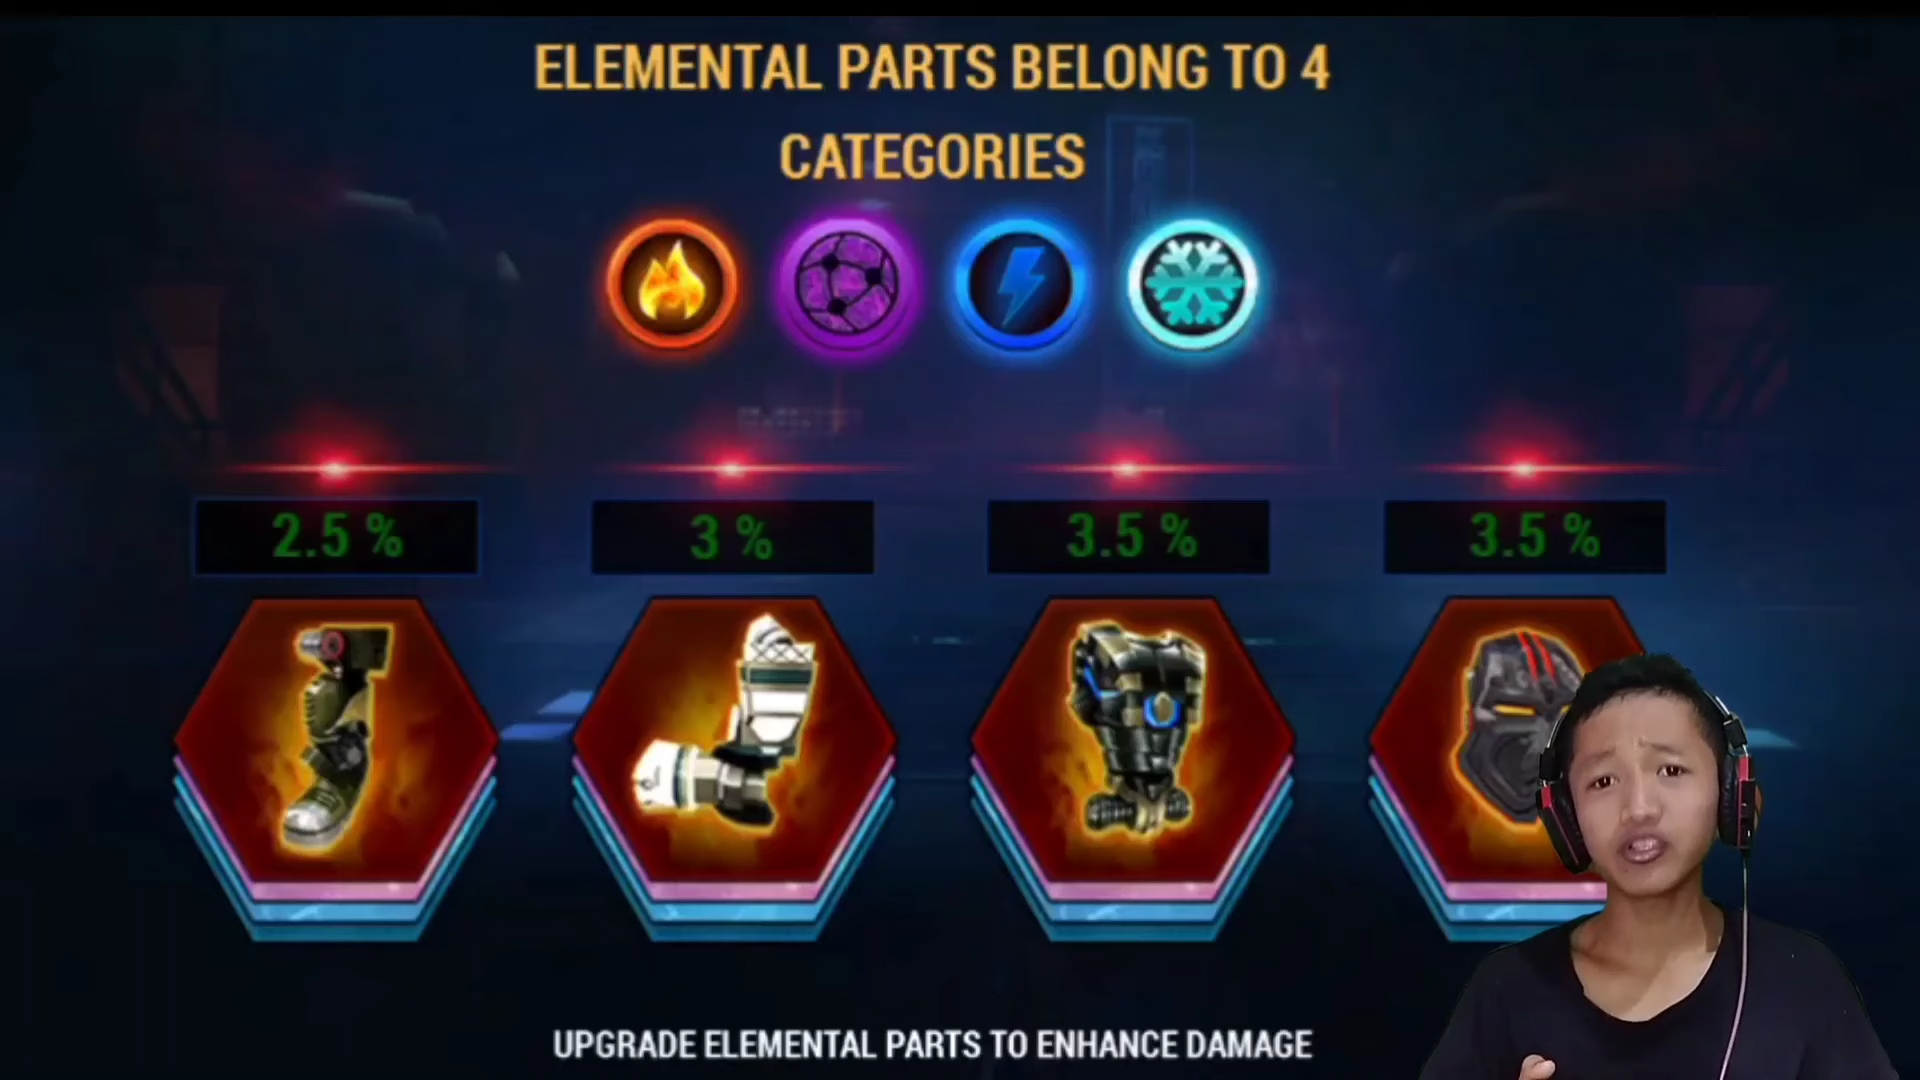 ELEMENTAL PARTS BELONG TO 4
CATEGORIES
2.5 %
3 %
3.5 %
3.5 %
UPGRADE ELEMENTAL PARTS TO ENHANCE DAMAGE